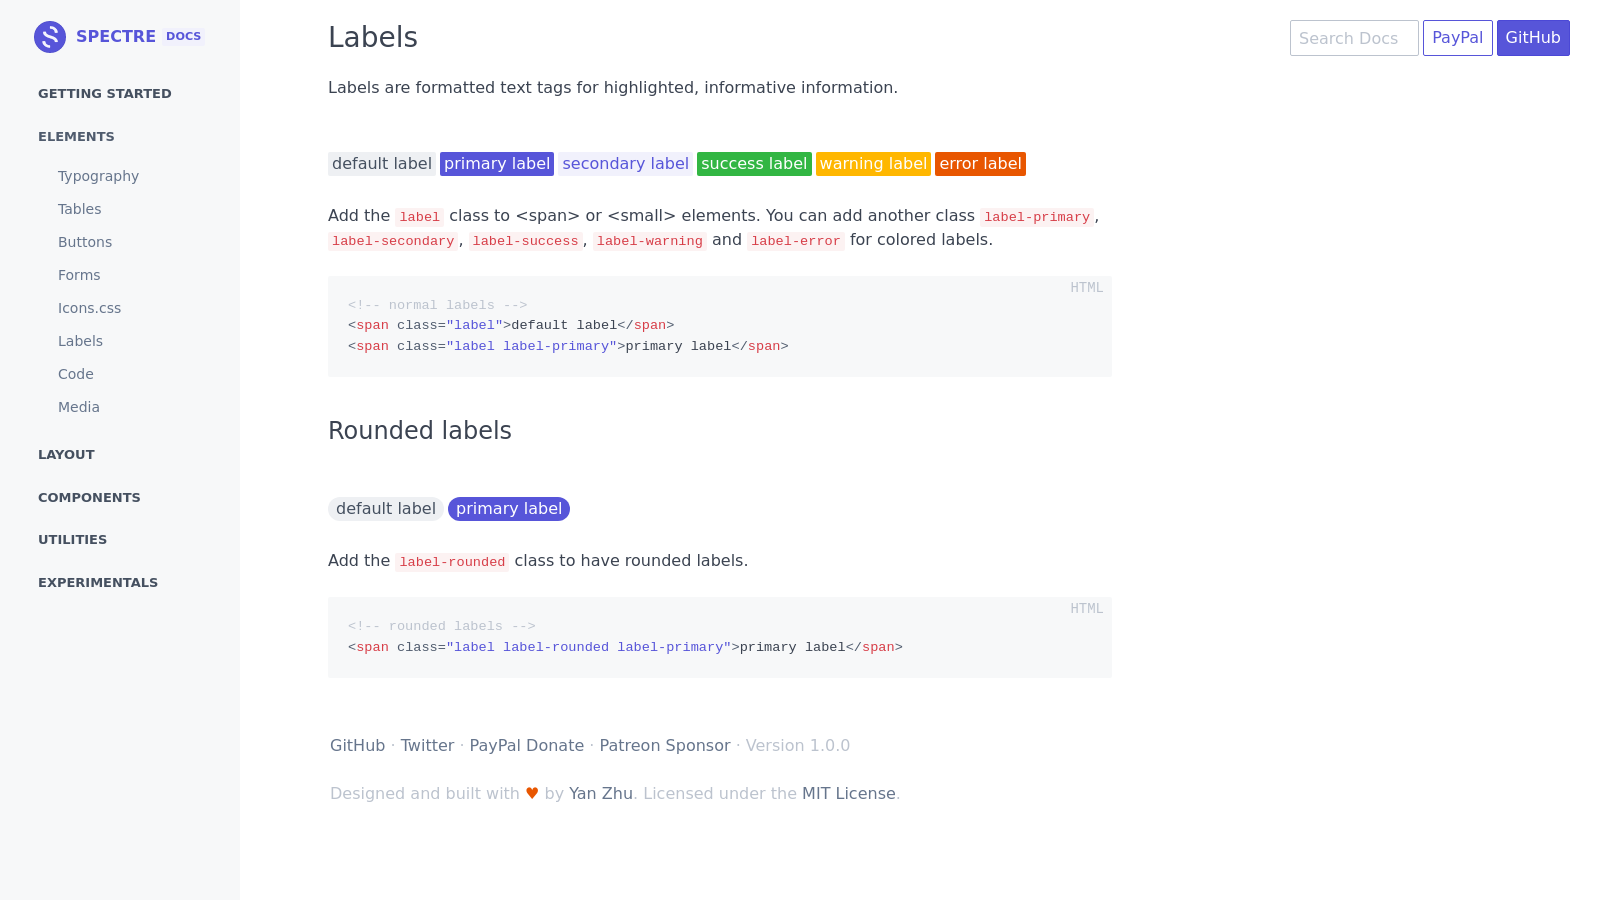 SPECTRE DOCS
GETTING STARTED
ELEMENTS
Typography
Tables
Buttons
Forms
Icons.css
Labels
Code
Media
LAYOUT
COMPONENTS
UTILITIES
EXPERIMENTALS
Labels
Search Docs PayPal GitHub
Labels are formatted text tags for highlighted, informative information.
default label primary label secondary label success label warning label error label
Add the label class to <span> or <small> elements. You can add another class label-primary,
label-secondary, label-success, label-warning and label-error for colored labels.
HTML
<!-- normal labels -->
<span class="label">default label</span>
<span class="label label-primary">primary label</span>
Rounded labels
default label primary label
Add the label-rounded class to have rounded labels.
HTML
<!-- rounded labels -->
<span class="label label-rounded label-primary">primary label</span>
GitHub · Twitter · PayPal Donate · Patreon Sponsor · Version 1.0.0
Designed and built with ♥ by Yan Zhu. Licensed under the MIT License.